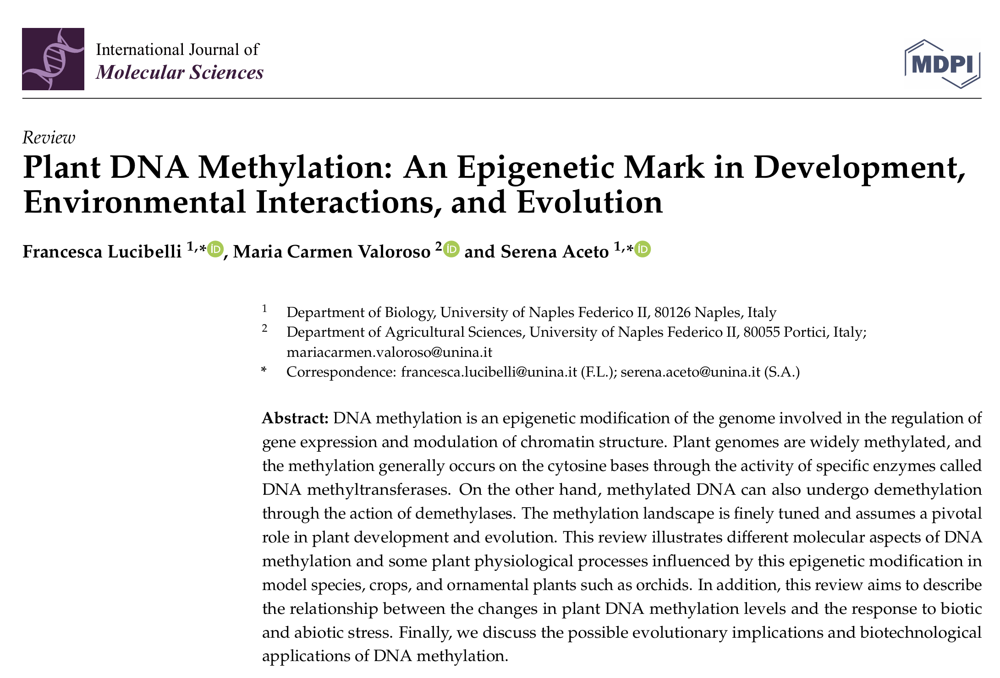 International Journal of
Molecular Sciences
MDPI
Review
Plant DNA Methylation: An Epigenetic Mark in Development,
Environmental Interactions, and Evolution
Francesca Lucibelli 1,* iD, Maria Carmen Valoroso 2 iD and Serena Aceto 1,* iD
1 Department of Biology, University of Naples Federico II, 80126 Naples, Italy
2 Department of Agricultural Sciences, University of Naples Federico II, 80055 Portici, Italy;
mariacarmen.valoroso@unina.it
* Correspondence: francesca.lucibelli@unina.it (F.L.); serena.aceto@unina.it (S.A.)
Abstract: DNA methylation is an epigenetic modification of the genome involved in the regulation of
gene expression and modulation of chromatin structure. Plant genomes are widely methylated, and
the methylation generally occurs on the cytosine bases through the activity of specific enzymes called
DNA methyltransferases. On the other hand, methylated DNA can also undergo demethylation
through the action of demethylases. The methylation landscape is finely tuned and assumes a pivotal
role in plant development and evolution. This review illustrates different molecular aspects of DNA
methylation and some plant physiological processes influenced by this epigenetic modification in
model species, crops, and ornamental plants such as orchids. In addition, this review aims to describe
the relationship between the changes in plant DNA methylation levels and the response to biotic
and abiotic stress. Finally, we discuss the possible evolutionary implications and biotechnological
applications of DNA methylation.